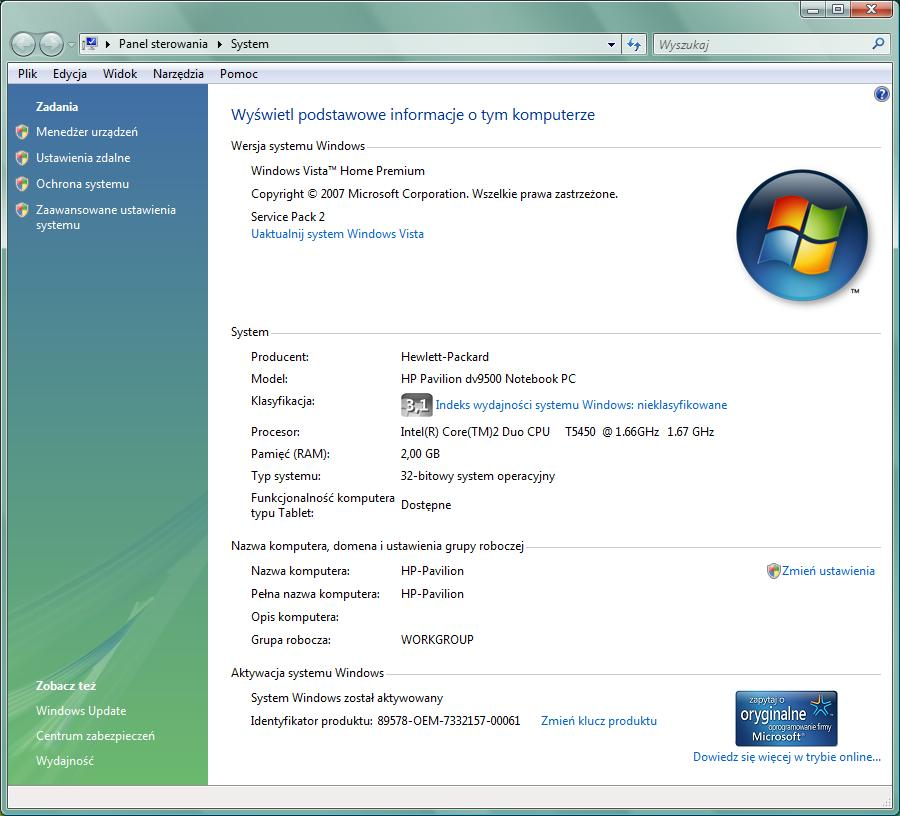 Panel sterowania System
Wyszukaj
Plik Edycja Widok Narzędzia Pomoc
Zadania
Menedżer urządzeń
Ustawienia zdalne
Ochrona systemu
Zaawansowane ustawienia
systemu
Zobacz też
Windows Update
Centrum zabezpieczeń
Wydajność
Wyświetl podstawowe informacje o tym komputerze
Wersja systemu Windows
Windows Vista™ Home Premium
Copyright © 2007 Microsoft Corporation. Wszelkie prawa zastrzeżone.
Service Pack 2
Uaktualnij system Windows Vista
™
System
Producent: Hewlett-Packard
Model: HP Pavilion dv9500 Notebook PC
Klasyfikacja: 3,1 Indeks wydajności systemu Windows: nieklasyfikowane
Procesor: Intel(R) Core(TM)2 Duo CPU T5450 @ 1.66GHz 1.67 GHz
Pamięć (RAM): 2,00 GB
Typ systemu: 32-bitowy system operacyjny
Funkcjonalność komputera
typu Tablet: Dostępne
Nazwa komputera, domena i ustawienia grupy roboczej
Nazwa komputera: HP-Pavilion Zmień ustawienia
Pełna nazwa komputera: HP-Pavilion
Opis komputera:
Grupa robocza: WORKGROUP
Aktywacja systemu Windows
System Windows został aktywowany
Identyfikator produktu: 89578-OEM-7332157-00061 Zmień klucz produktu
zapytaj o
oryginalne
oprogramowanie firmy
Microsoft®
Dowiedz się więcej w trybie online...